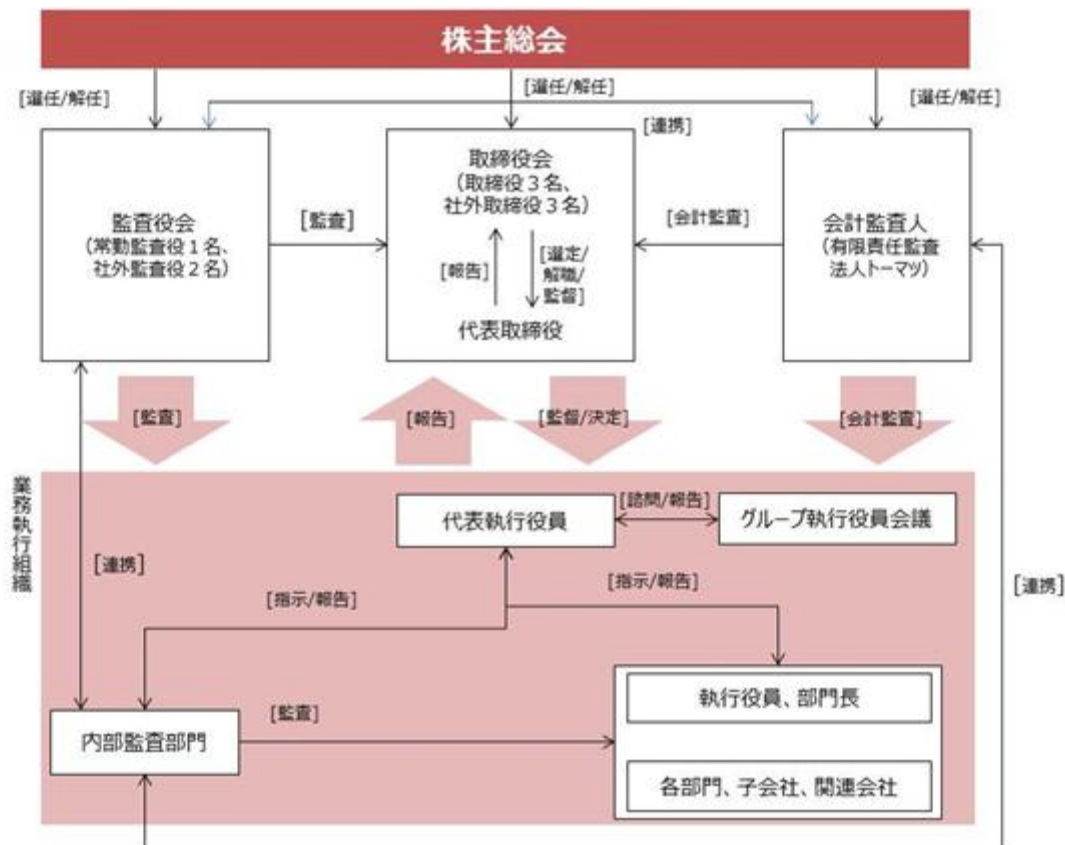 株主総会
[選任/解任]
[選任/解任]
[選任/解任]
[連携]
監査役会
(常勤監査役1名、
社外監査役2名)
[監査]
取締役会
(取締役3名、
社外取締役3名)
[報告]
[選定/
解職/
監督]
代表取締役
[会計監査]
会計監査人
(有限責任監査
法人トーマツ)
[監査]
[報告]
[監督/決定]
[会計監査]
業務執行組織
代表執行役員
[諮問/報告]
グループ執行役員会議
[連携]
[指示/報告]
[指示/報告]
[連携]
執行役員、部門長
内部監査部門
[監査]
各部門、子会社、関連会社